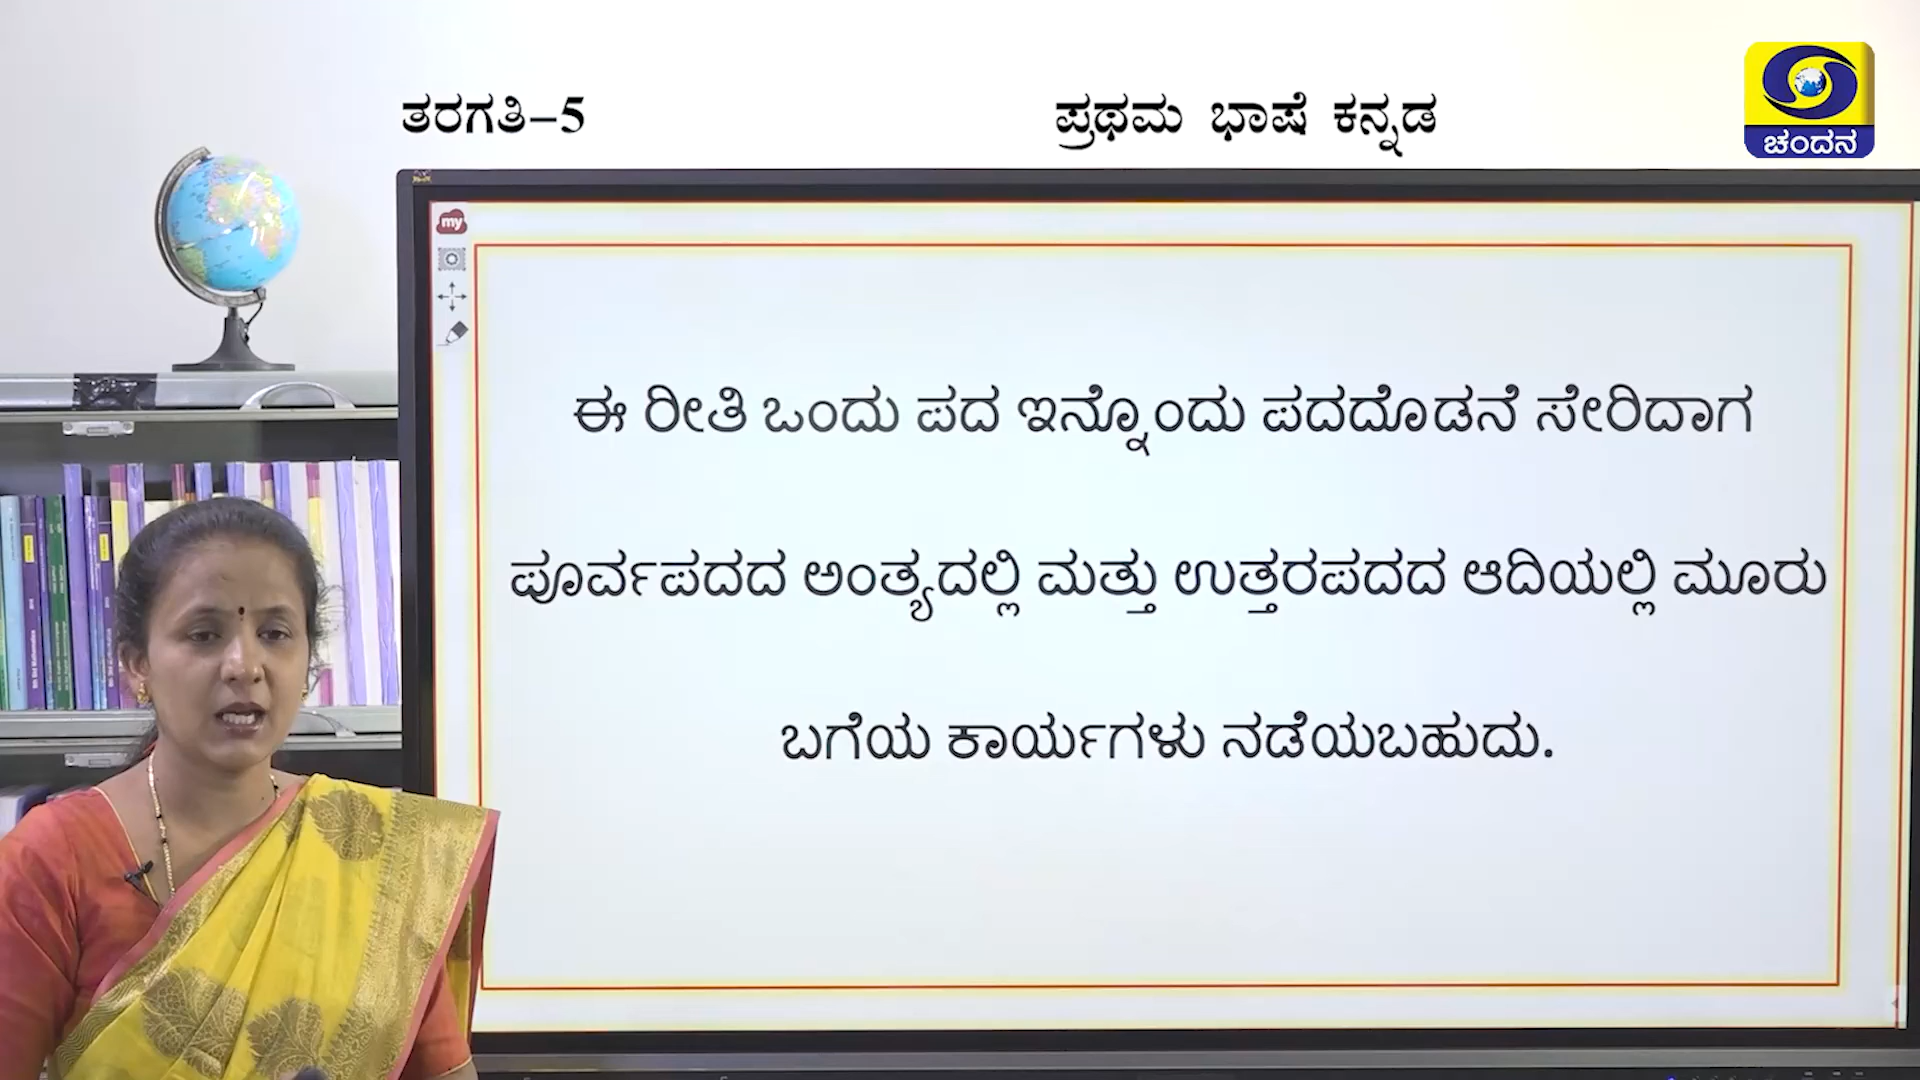 ತರಗತಿ–5
ಪ್ರಥಮ ಭಾಷೆ ಕನ್ನಡ
ಚಂದನ
my
ಈ ರೀತಿ ಒಂದು ಪದ ಇನ್ನೊಂದು ಪದದೊಡನೆ ಸೇರಿದಾಗ
ಪೂರ್ವಪದದ ಅಂತ್ಯದಲ್ಲಿ ಮತ್ತು ಉತ್ತರಪದದ ಆದಿಯಲ್ಲಿ ಮೂರು
ಬಗೆಯ ಕಾರ್ಯಗಳು ನಡೆಯಬಹುದು.